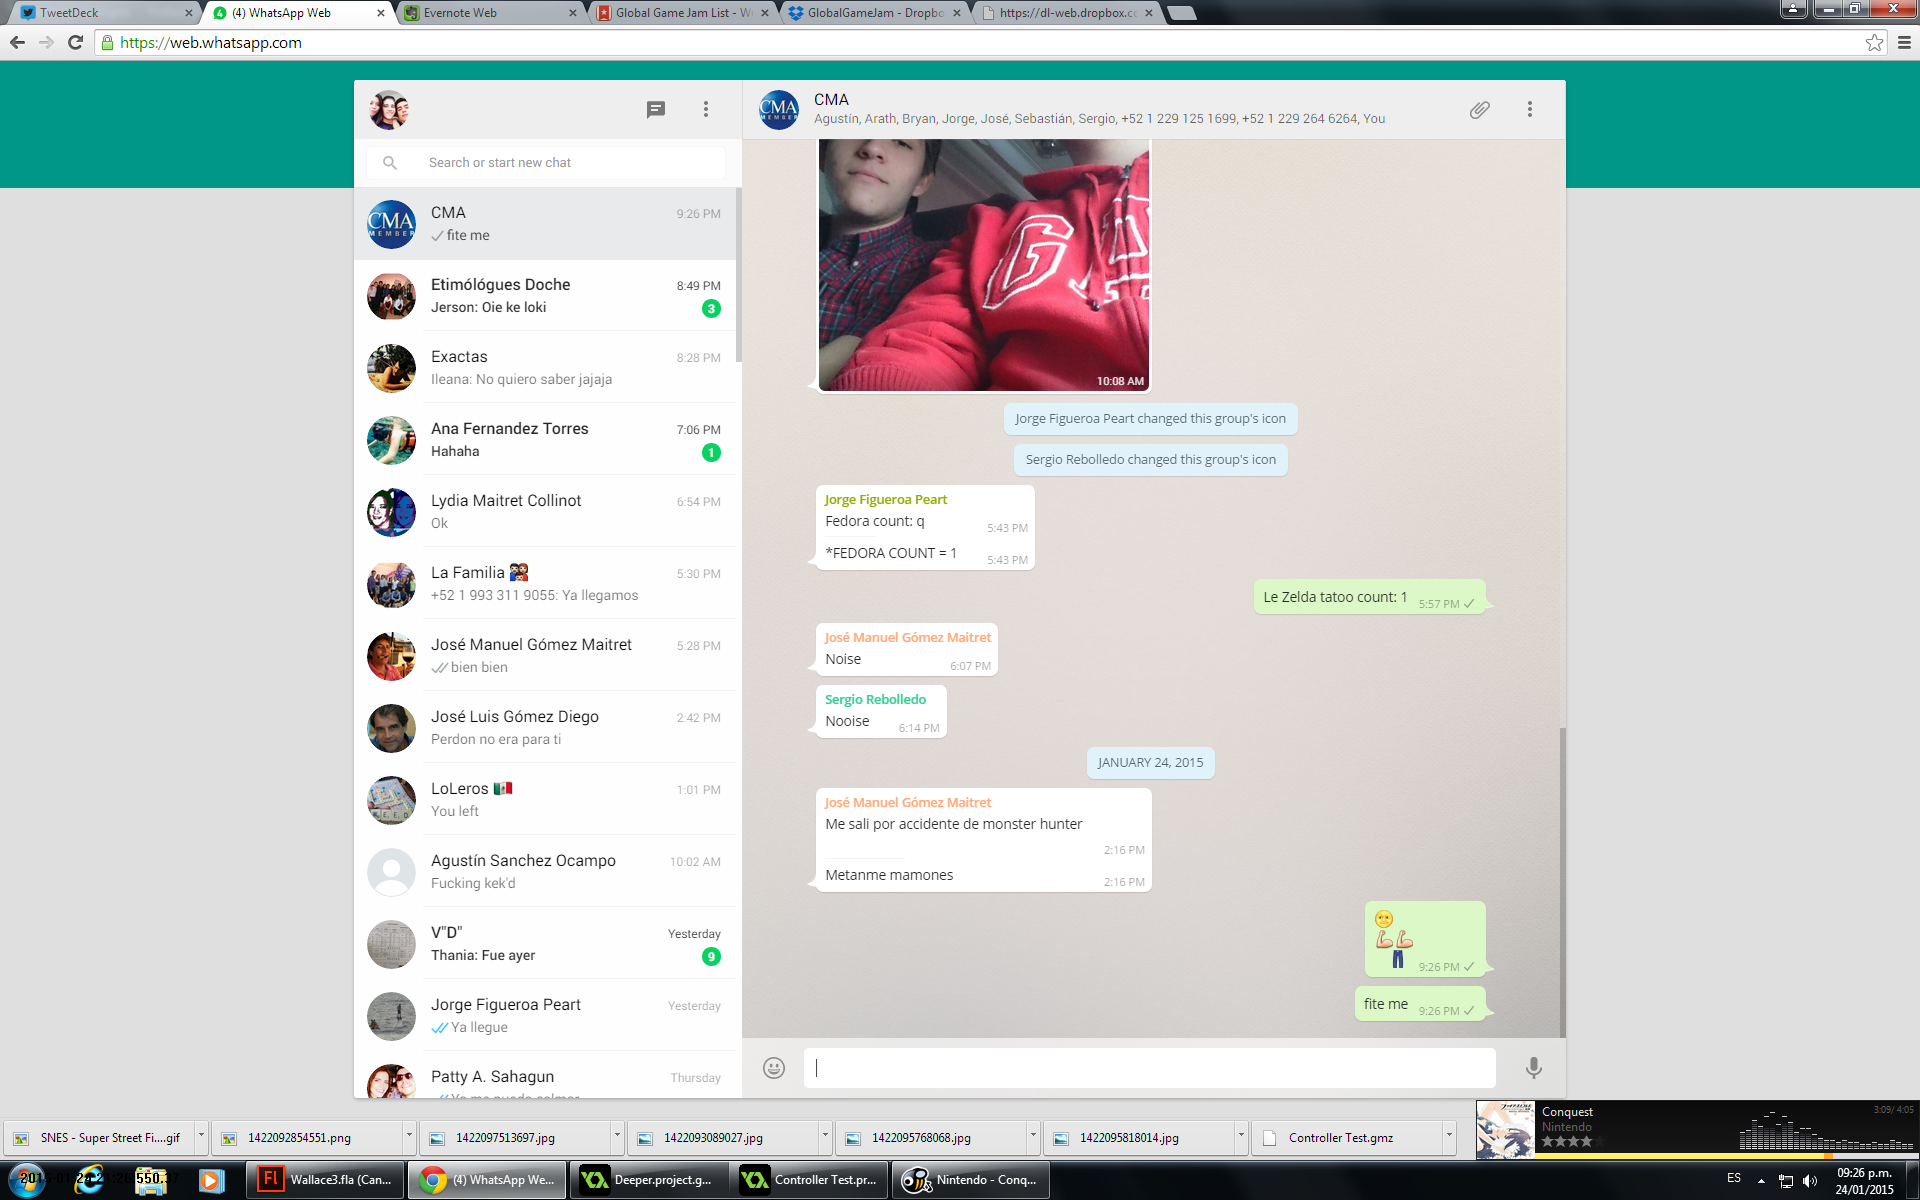 TweetDeck
(4) WhatsApp Web
Evernote Web
Global Game Jam List - W
GlobalGameJam - Dropbo
https://dl-web.dropbox.co
https://web.whatsapp.com
Search or start new chat
CMA
9:26 PM
fite me
Etimólógues Doche
8:49 PM
Jerson: Oie ke loki
3
Exactas
8:28 PM
Ileana: No quiero saber jajaja
Ana Fernandez Torres
7:06 PM
Hahaha
1
Lydia Maitret Collinot
6:54 PM
Ok
La Familia
5:30 PM
+52 1 993 311 9055: Ya llegamos
José Manuel Gómez Maitret
5:28 PM
bien bien
José Luis Gómez Diego
2:42 PM
Perdon no era para ti
LoLeros
1:01 PM
You left
Agustín Sanchez Ocampo
10:02 AM
Fucking kek'd
V"D"
Yesterday
Thania: Fue ayer
9
Jorge Figueroa Peart
Yesterday
Ya llegue
Patty A. Sahagun
Thursday
CMA
MEMBER
CMA
Agustín, Arath, Bryan, Jorge, José, Sebastián, Sergio, +52 1 229 125 1699, +52 1 229 264 6264, You
10:08 AM
Jorge Figueroa Peart changed this group's icon
Sergio Rebolledo changed this group's icon
Jorge Figueroa Peart
Fedora count: q
5:43 PM
*FEDORA COUNT = 1
5:43 PM
Le Zelda tatoo count: 1
5:57 PM
José Manuel Gómez Maitret
Noise
6:07 PM
Sergio Rebolledo
Nooise
6:14 PM
JANUARY 24, 2015
José Manuel Gómez Maitret
Me sali por accidente de monster hunter
2:16 PM
Metanme mamones
2:16 PM
9:26 PM
fite me
9:26 PM
SNES - Super Street Fi....gif
1422092854551.png
1422097513697.jpg
1422093089027.jpg
1422095768068.jpg
1422095818014.jpg
Controller Test.gmz
Conquest
Nintendo
3:09/ 4:05
Wallace3.fla (Can...
(4) WhatsApp We...
Deeper.project.g...
Controller Test.pr...
Nintendo - Conq...
ES
09:26 p.m.
24/01/2015